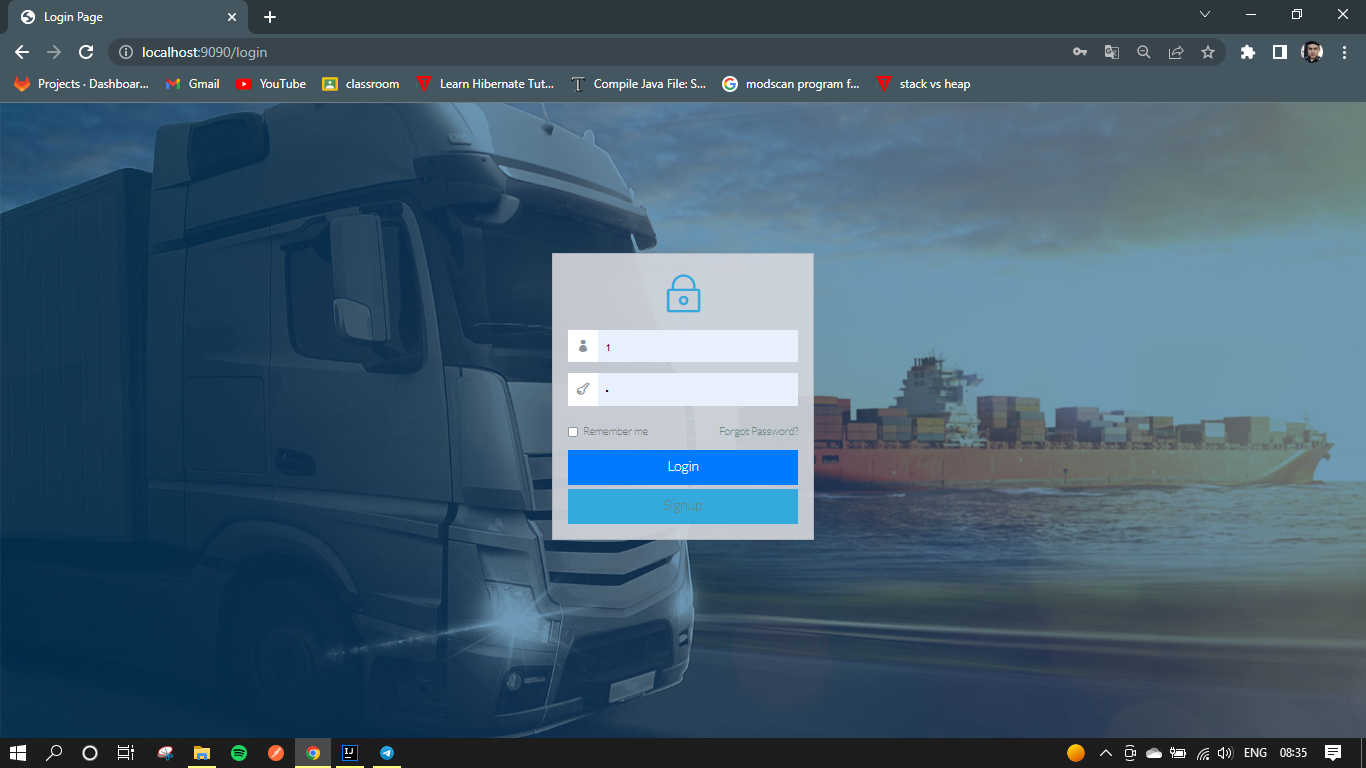 Login Page
localhost:9090/login
Projects · Dashboar...
Gmail
YouTube
classroom
Learn Hibernate Tut...
Compile Java File: S...
modscan program f...
stack vs heap
1
Remember me
Forgot Password?
Login
Signup
ENG
08:35